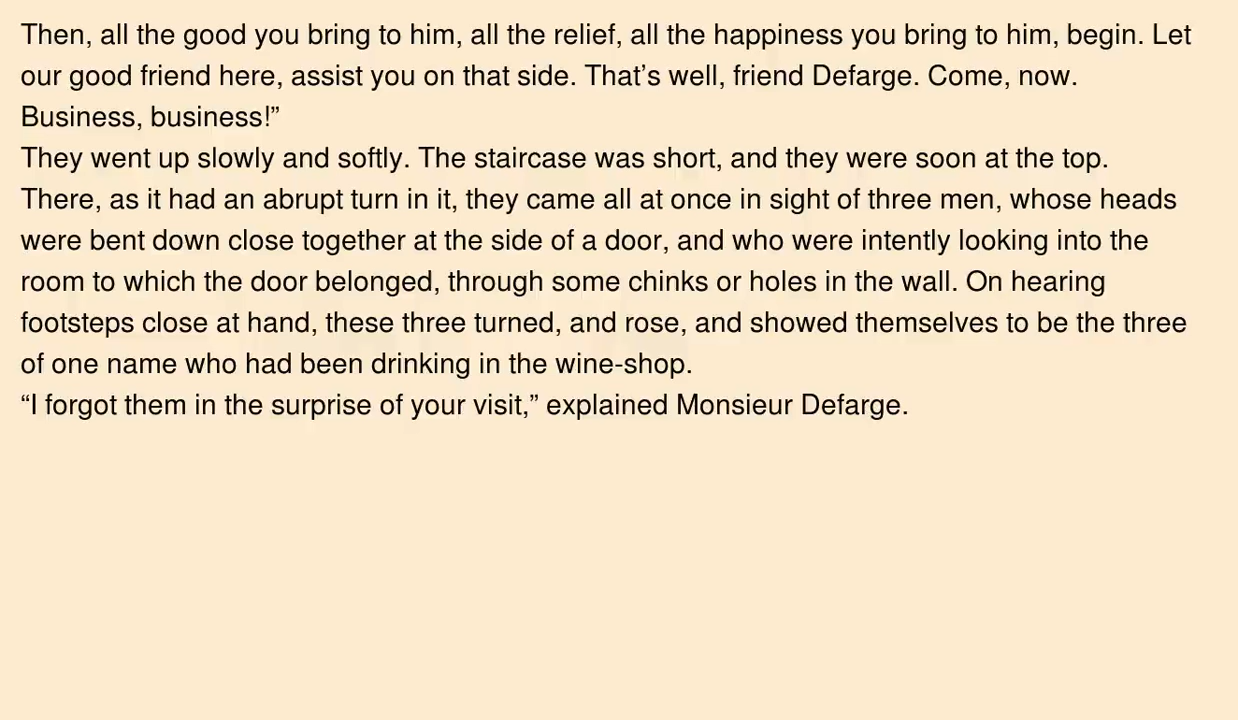 Then, all the good you bring to him, all the relief, all the happiness you bring to him, begin. Let
our good friend here, assist you on that side. That’s well, friend Defarge. Come, now.
Business, business!”
They went up slowly and softly. The staircase was short, and they were soon at the top.
There, as it had an abrupt turn in it, they came all at once in sight of three men, whose heads
were bent down close together at the side of a door, and who were intently looking into the
room to which the door belonged, through some chinks or holes in the wall. On hearing
footsteps close at hand, these three turned, and rose, and showed themselves to be the three
of one name who had been drinking in the wine-shop.
“I forgot them in the surprise of your visit,” explained Monsieur Defarge.